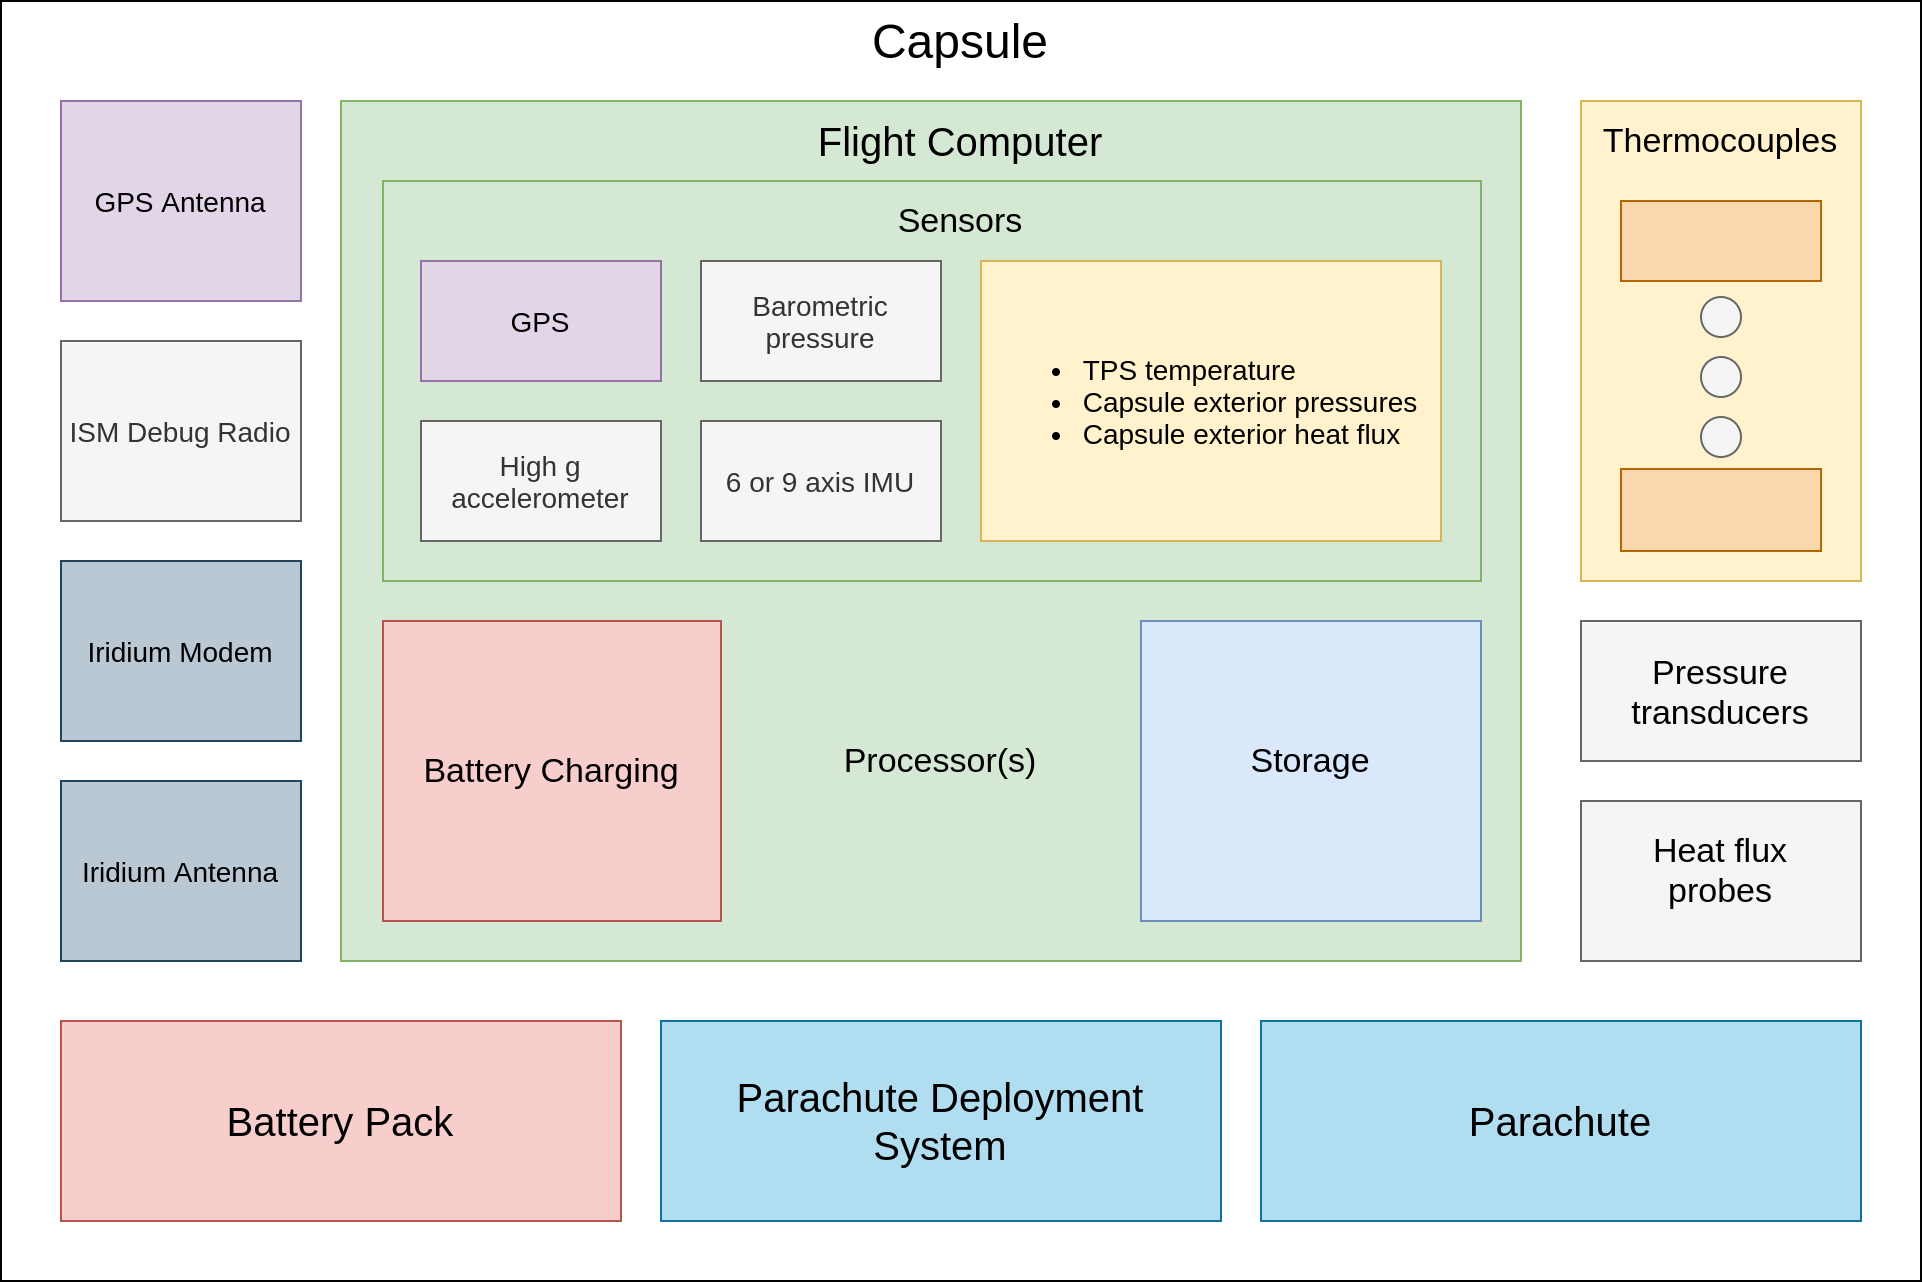 Capsule
GPS Antenna
ISM Debug Radio
Iridium Modem
Iridium Antenna
Flight Computer
Sensors
GPS
Barometric
pressure
High g
accelerometer
6 or 9 axis IMU
• TPS temperature
• Capsule exterior pressures
• Capsule exterior heat flux
Battery Charging
Processor(s)
Storage
Thermocouples
Pressure
transducers
Heat flux
probes
Battery Pack
Parachute Deployment
System
Parachute